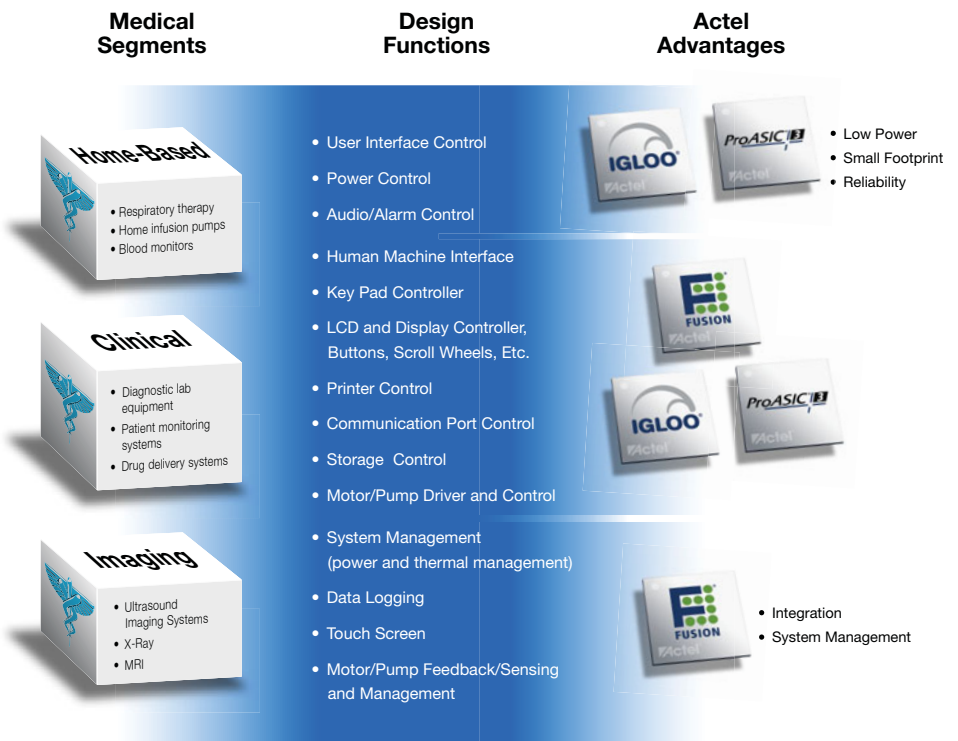 Medical
Segments
Design
Functions
Actel
Advantages
Home-Based
• Respiratory therapy
• Home infusion pumps
• Blood monitors
Clinical
• Diagnostic lab
equipment
• Patient monitoring
systems
• Drug delivery systems
Imaging
• Ultrasound
Imaging Systems
• X-Ray
• MRI
• User Interface Control
• Power Control
• Audio/Alarm Control
• Human Machine Interface
• Key Pad Controller
• LCD and Display Controller,
Buttons, Scroll Wheels, Etc.
• Printer Control
• Communication Port Control
• Storage Control
• Motor/Pump Driver and Control
• System Management
(power and thermal management)
• Data Logging
• Touch Screen
• Motor/Pump Feedback/Sensing
and Management
IGLOO®
Actel
ProASIC 3
Actel
• Low Power
• Small Footprint
• Reliability
FUSION
Actel
IGLOO®
Actel
ProASIC 3
Actel
FUSION
Actel
• Integration
• System Management